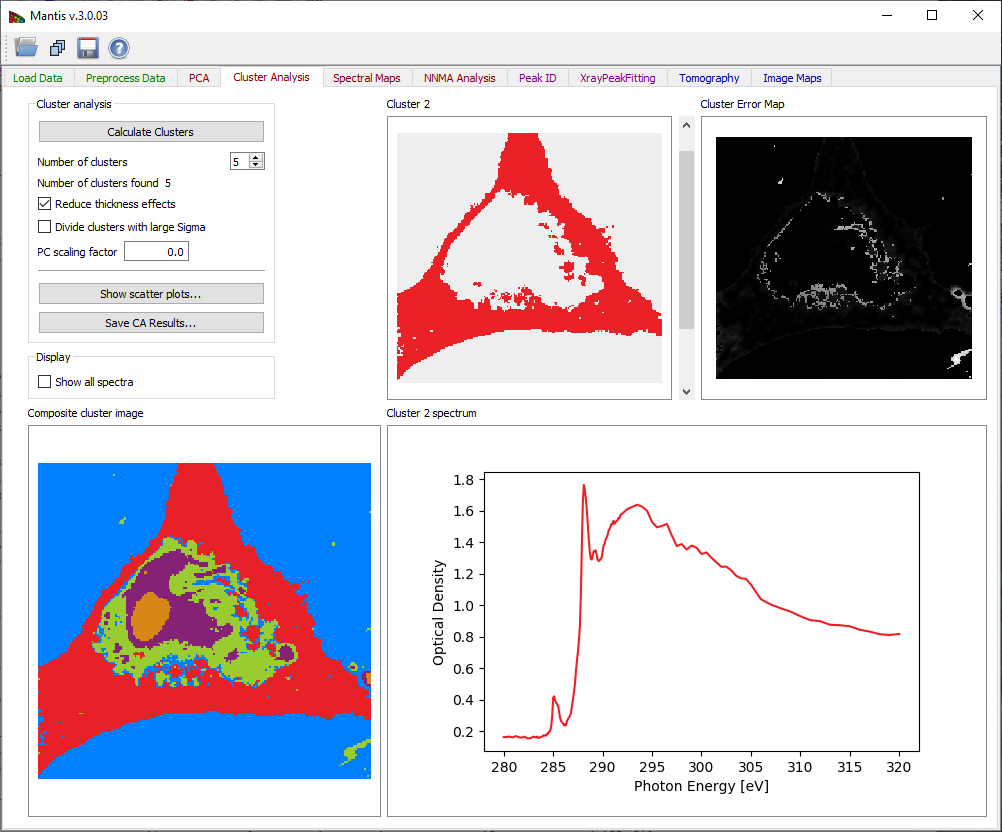 Mantis v.3.0.03
Load Data
Preprocess Data
PCA
Cluster Analysis
Spectral Maps
NNMA Analysis
Peak ID
XrayPeakFitting
Tomography
Image Maps
Cluster analysis
Calculate Clusters
Number of clusters 5
Number of clusters found 5
Reduce thickness effects
Divide clusters with large Sigma
PC scaling factor 0.0
Show scatter plots...
Save CA Results...
Display
Show all spectra
Cluster 2
Cluster Error Map
Composite cluster image
Cluster 2 spectrum
1.8
1.6
1.4
1.2
1.0
0.8
0.6
0.4
0.2
Optical Density
280 285 290 295 300 305 310 315 320
Photon Energy [eV]